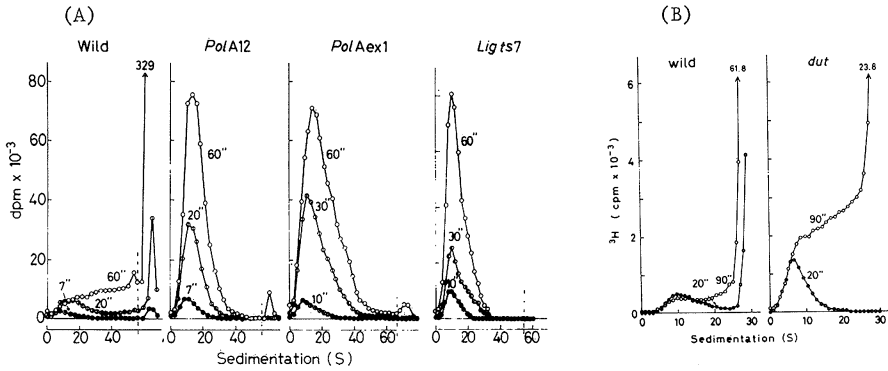 (A)
Wild
PolA12
PolAex1
Lig ts7
dpm x 10⁻³
80
60
40
20
0
329
7"
20"
60"
60"
20"
7"
60"
30"
10"
60"
30"
0 20 40
0 20 40 60
0 20 40 60
0 20 40 60
Sedimentation (S)
(B)
wild
dut
³H ( cpm × 10⁻³)
6
4
2
0
61.8
20"
90"
23.8
90"
20"
0 10 20 30
0 10 20 30
Sedimentation (S)